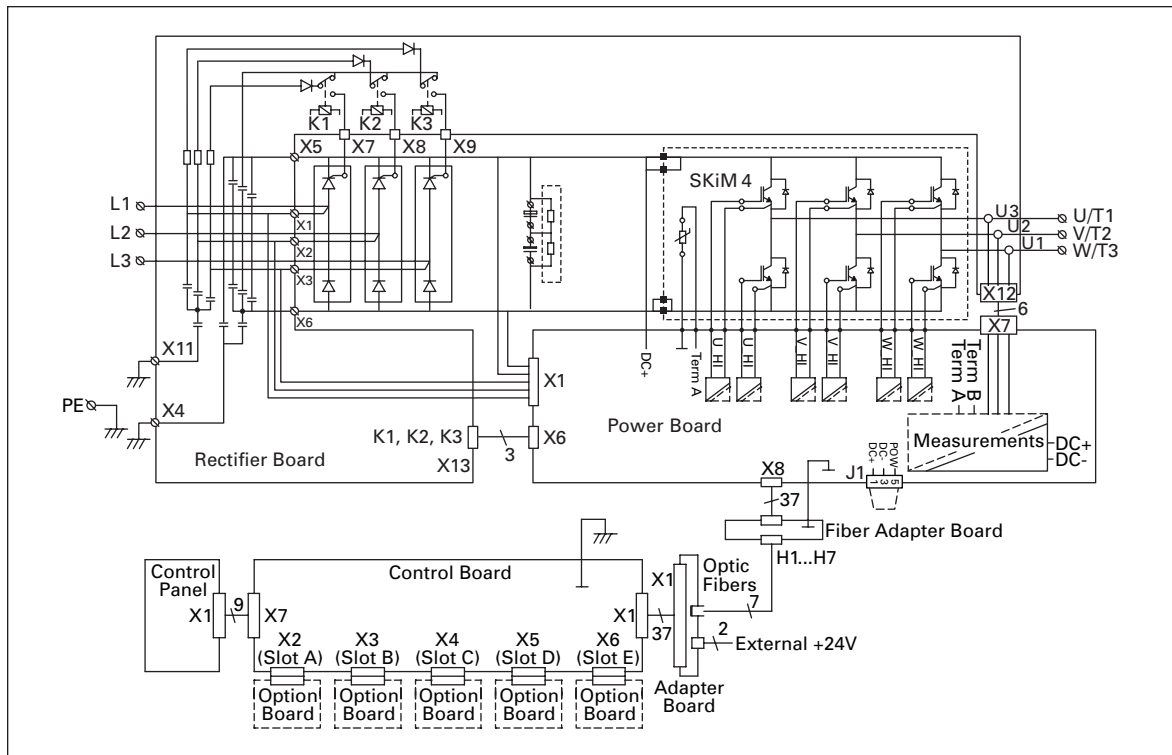 K1
K2
K3
X5
X7
X8
X9
SKiM 4
L1
L2
L3
X1
X2
X3
X6
U3
U2
U1
U/T1
V/T2
W/T3
X12
6
X7
X11
PE
X4
DC+
Term A
U HI
U HI
V HI
V HI
W HI
W HI
Term A
Term B
X1
Power Board
Measurements
DC+
DC-
Rectifier Board
K1, K2, K3
X13
3
X6
X8
37
J1
DC+
DC-
POW
1
3
5
Fiber Adapter Board
H1...H7
Control
Panel
X1
9
X7
Control Board
X1
37
X1
Optic
Fibers
7
2
External +24V
Adapter
Board
X2
(Slot A)
X3
(Slot B)
X4
(Slot C)
X5
(Slot D)
X6
(Slot E)
Option
Board
Option
Board
Option
Board
Option
Board
Option
Board